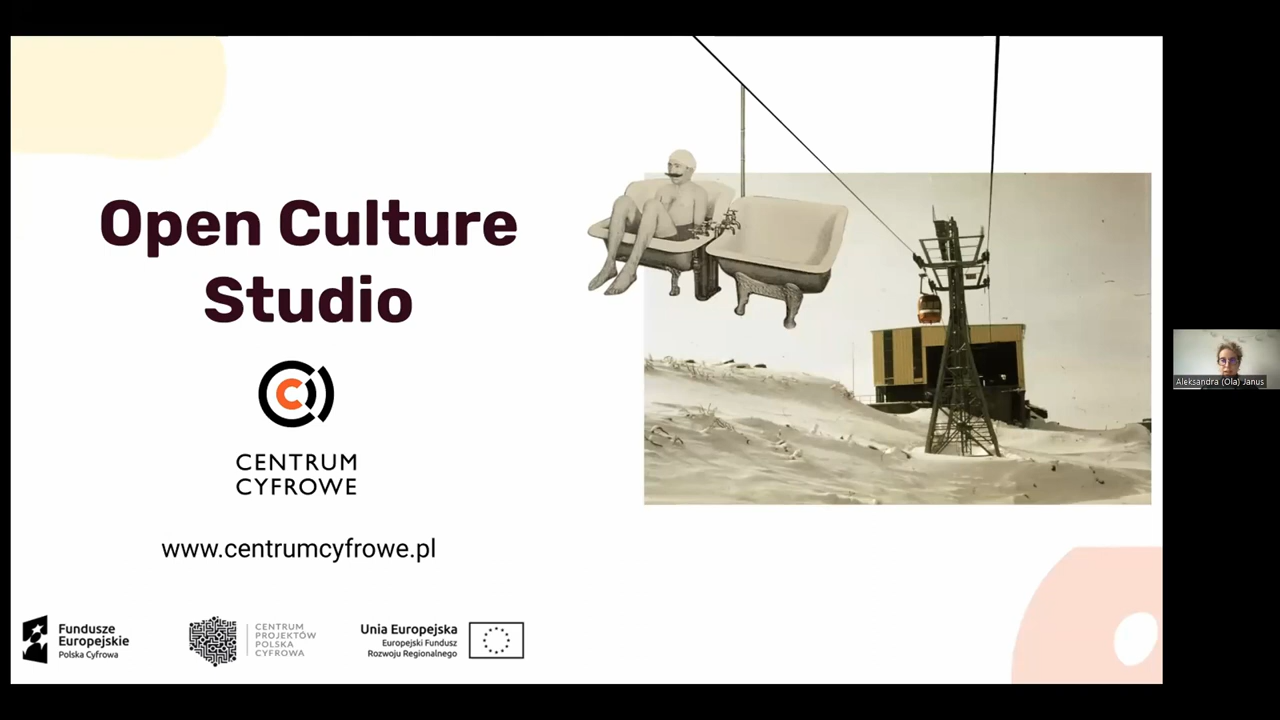 Open Culture
Studio
CENTRUM
CYFROWE
www.centrumcyfrowe.pl
Fundusze
Europejskie
Polska Cyfrowa
CENTRUM
PROJEKTÓW
POLSKA
CYFROWA
Unia Europejska
Europejski Fundusz
Rozwoju Regionalnego
Aleksandra (Ola) Janus